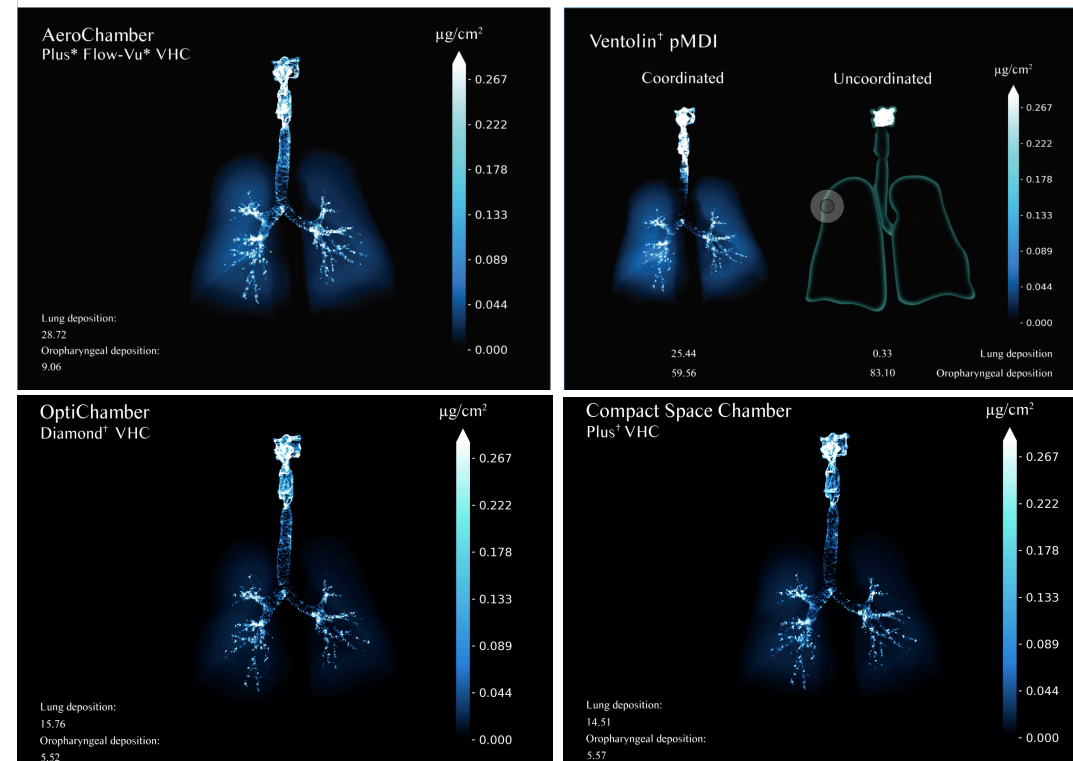 AeroChamber
Plus* Flow-Vu* VHC
µg/cm²
- 0.267
- 0.222
- 0.178
- 0.133
- 0.089
- 0.044
- 0.000
Lung deposition:
28.72
Oropharyngeal deposition:
9.06
Ventolin† pMDI
Coordinated
Uncoordinated
µg/cm²
- 0.267
- 0.222
- 0.178
- 0.133
- 0.089
- 0.044
- 0.000
25.44 0.33 Lung deposition
59.56 83.10 Oropharyngeal deposition
OptiChamber
Diamond† VHC
µg/cm²
- 0.267
- 0.222
- 0.178
- 0.133
- 0.089
- 0.044
- 0.000
Lung deposition:
15.76
Oropharyngeal deposition:
5.52
Compact Space Chamber
Plus† VHC
µg/cm²
- 0.267
- 0.222
- 0.178
- 0.133
- 0.089
- 0.044
- 0.000
Lung deposition:
14.51
Oropharyngeal deposition:
5.57